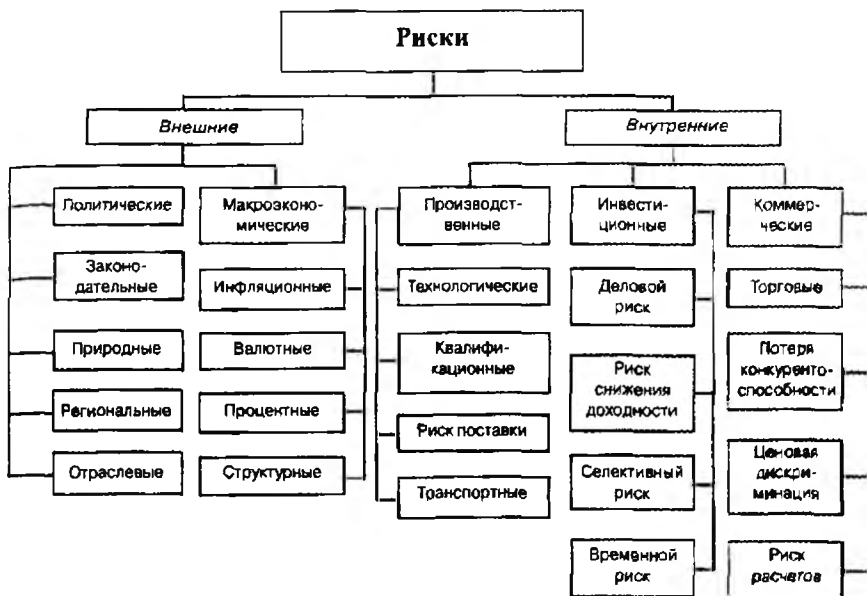 Риски
Внешние
Внутренние
Политические
Законо-
дательные
Природные
Региональные
Отраслевые
Макроэконо-
мические
Инфляционные
Валютные
Процентные
Структурные
Производст-
венные
Технологические
Квалифи-
кационные
Риск поставки
Транспортные
Инвести-
ционные
Деловой
риск
Риск
снижения
доходности
Селективный
риск
Временной
риск
Коммер-
ческие
Торговые
Потеря
конкуренто-
способности
Ценовая
дискри-
минация
Риск
расчетов